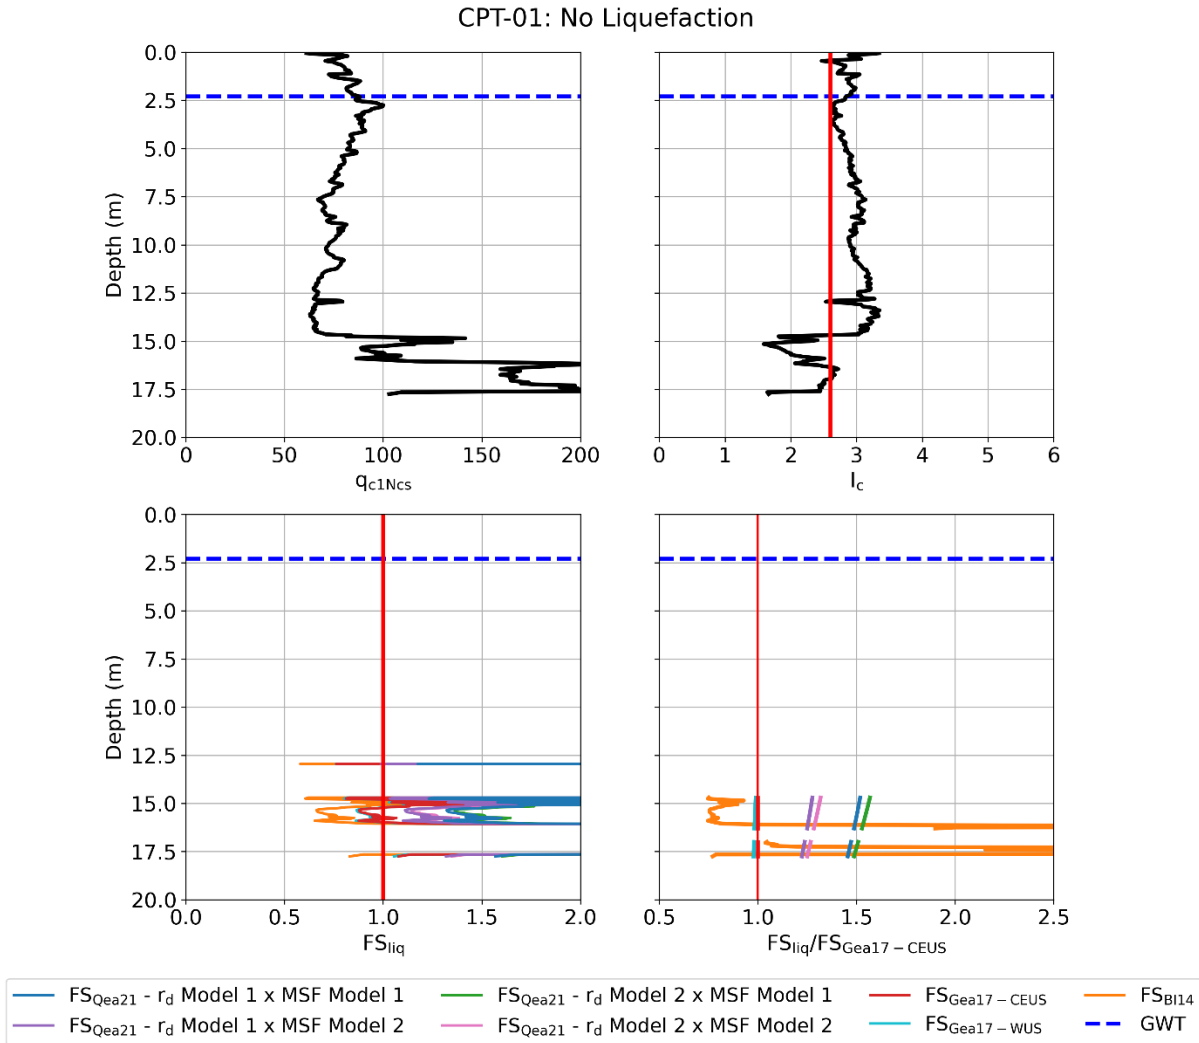 CPT-01: No Liquefaction
0.0
2.5
5.0
7.5
10.0
12.5
15.0
17.5
20.0
Depth (m)
0 50 100 150 200
qc1Ncs
0 1 2 3 4 5 6
Ic
0.0
2.5
5.0
7.5
10.0
12.5
15.0
17.5
20.0
Depth (m)
0.0 0.5 1.0 1.5 2.0
FSliq
0.5 1.0 1.5 2.0 2.5
FSliq/FSGea17-CEUS
FSQea21 - rd Model 1 x MSF Model 1
FSQea21 - rd Model 1 x MSF Model 2
FSQea21 - rd Model 2 x MSF Model 1
FSQea21 - rd Model 2 x MSF Model 2
FSGea17-CEUS
FSGea17-WUS
FSBI14
GWT